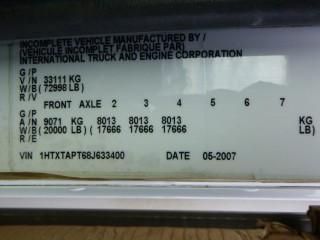 INCOMPLETE VEHICLE MANUFACTURED BY /
(VEHICULE INCOMPLET FABRIQUE PAR)
INTERNATIONAL TRUCK AND ENGINE CORPORATION
G / P
V / N 33111 KG
W/B ( 72998 LB )
R / E FRONT AXLE 2 3 4 5 6 7
G / P
A / N 9071 KG 8013 8013 8013 KG
W/B ( 20000 LB ) ( 17666 17666 17666 LB )
R / E
VIN 1HTXTAPT68J633400 DATE 05-2007